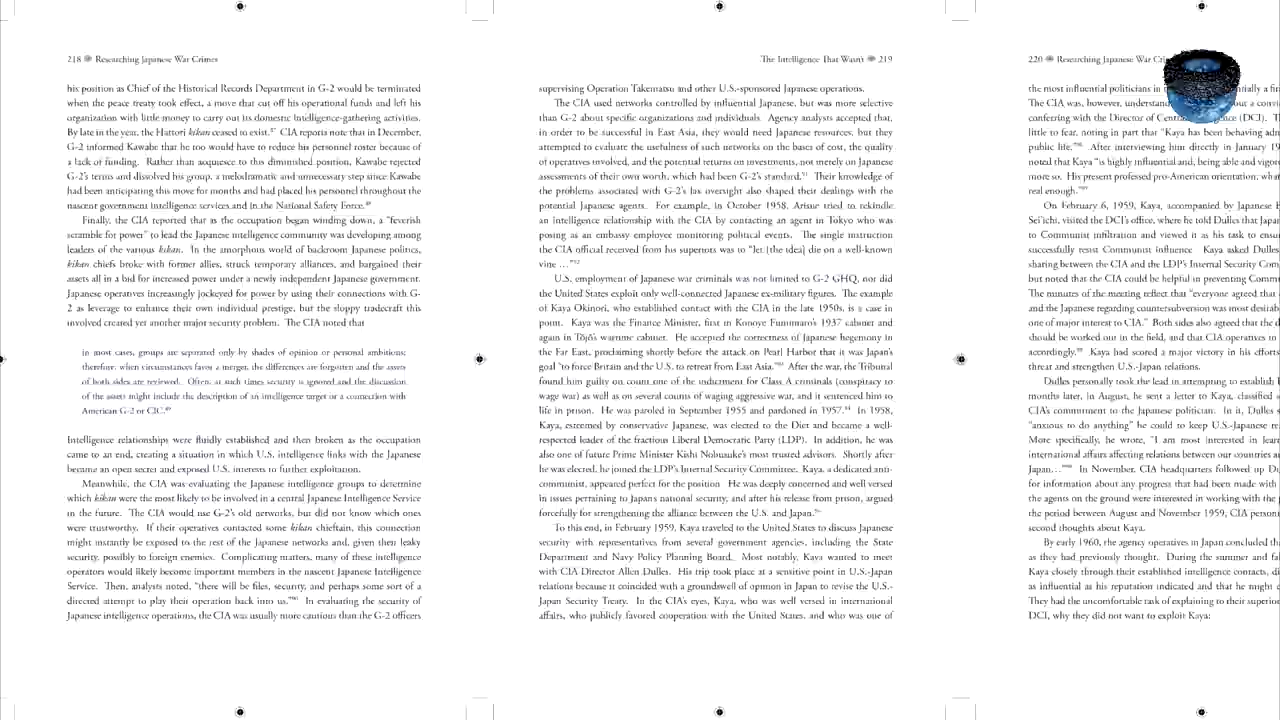 218 Researching Japanese War Crimes
his position as Chief of the Historical Records Department in G-2 would be terminated
when the peace treaty took effect, a move that cut off his operational funds and left his
organization with little money to carry out its domestic intelligence-gathering activities.
By late in the year, the Hattori kikan ceased to exist.87 CIA reports note that in December,
G-2 informed Kawabe that he too would have to reduce his personnel roster because of
a lack of funding. Rather than acquiesce to this diminished position, Kawabe rejected
G-2's terms and dissolved his group, a melodramatic and unnecessary step since Kawabe
had been anticipating this move for months and had placed his personnel throughout the
nascent government intelligence services and in the National Safety Force.88
Finally, the CIA reported that as the occupation began winding down, a "feverish
scramble for power" to lead the Japanese intelligence community was developing among
leaders of the various kikan. In the amorphous world of backroom Japanese politics,
kikan chiefs broke with former allies, struck temporary alliances, and bargained their
assets all in a bid for increased power under a newly independent Japanese government.
Japanese operatives increasingly jockeyed for power by using their connections with G-
2 as leverage to enhance their own individual prestige, but the sloppy tradecraft this
involved created yet another major security problem. The CIA noted that
in most cases, groups are separated only by shades of opinion or personal ambitions;
therefore, when circumstances favor a merger, the differences are forgotten and the assets
of both sides are reviewed. Often, at such times security is ignored and the discussion
of the assets might include the description of an intelligence target or a connection with
American G-2 or CIC.89
Intelligence relationships were fluidly established and then broken as the occupation
came to an end, creating a situation in which U.S. intelligence links with the Japanese
became an open secret and exposed U.S. interests to further exploitation.
Meanwhile, the CIA was evaluating the Japanese intelligence groups to determine
which kikan were the most likely to be involved in a central Japanese Intelligence Service
in the future. The CIA would use G-2's old networks, but did not know which ones
were trustworthy. If their operatives contacted some kikan chieftain, this connection
might instantly be exposed to the rest of the Japanese networks and, given their leaky
security, possibly to foreign enemies. Complicating matters, many of these intelligence
operators would likely become important members in the nascent Japanese Intelligence
Service. Then, analysts noted, "there will be files, security, and perhaps some sort of a
directed attempt to play their operation back into us."90 In evaluating the security of
Japanese intelligence operations, the CIA was usually more cautious than the G-2 officers
The Intelligence That Wasn't 219
supervising Operation Takematsu and other U.S.-sponsored Japanese operations.
The CIA used networks controlled by influential Japanese, but was more selective
than G-2 about specific organizations and individuals. Agency analysts accepted that,
in order to be successful in East Asia, they would need Japanese resources, but they
attempted to evaluate the usefulness of such networks on the bases of cost, the quality
of operatives involved, and the potential returns on investments, not merely on Japanese
assessments of their own worth, which had been G-2's standard.91 Their knowledge of
the problems associated with G-2's lax oversight also shaped their dealings with the
potential Japanese agents. For example, in October 1958, Arisue tried to rekindle
an intelligence relationship with the CIA by contacting an agent in Tokyo who was
posing as an embassy employee monitoring political events. The single instruction
the CIA official received from his superiors was to "let [the idea] die on a well-known
vine ..."92
U.S. employment of Japanese war criminals was not limited to G-2 GHQ, nor did
the United States exploit only well-connected Japanese ex-military figures. The example
of Kaya Okinori, who established contact with the CIA in the late 1950s, is a case in
point. Kaya was the Finance Minister, first in Konoye Fumimaro's 1937 cabinet and
again in Tōjō's wartime cabinet. He accepted the correctness of Japanese hegemony in
the Far East, proclaiming shortly before the attack on Pearl Harbor that it was Japan's
goal "to force Britain and the U.S. to retreat from East Asia."93 After the war, the Tribunal
found him guilty on count one of the indictment for Class A criminals (conspiracy to
wage war) as well as on several counts of waging aggressive war, and it sentenced him to
life in prison. He was paroled in September 1955 and pardoned in 1957.94 In 1958,
Kaya, esteemed by conservative Japanese, was elected to the Diet and became a well-
respected leader of the fractious Liberal Democratic Party (LDP). In addition, he was
also one of future Prime Minister Kishi Nobusuke's most trusted advisors. Shortly after
he was elected, he joined the LDP's Internal Security Committee. Kaya, a dedicated anti-
communist, appeared perfect for the position. He was deeply concerned and well versed
in issues pertaining to Japan's national security, and after his release from prison, argued
forcefully for strengthening the alliance between the U.S. and Japan.95
To this end, in February 1959, Kaya traveled to the United States to discuss Japanese
security with representatives from several government agencies, including the State
Department and Navy Policy Planning Board. Most notably, Kaya wanted to meet
with CIA Director Allen Dulles. His trip took place at a sensitive point in U.S.-Japan
relations because it coincided with a groundswell of opinion in Japan to revise the U.S.-
Japan Security Treaty. In the CIA's eyes, Kaya, who was well versed in international
affairs, who publicly favored cooperation with the United States, and who was one of
220 Researching Japanese War
the most influential politicians in
The CIA was, however,
conferring with the Director of (DCI).
little to fear, noting in part that "Kaya has been behaving
public life."96 After interviewing him directly in January
noted that Kaya "is highly influential and, being able and
more so. His present professed pro-American orientation,
real enough."97
On February 6, 1959, Kaya, accompanied by Japanese
Sei'ichi, visited the DCI's office, where he told Dulles that
to Communist infiltration and viewed it as his task to
successfully resist Communist influence. Kaya asked
sharing between the CIA and the LDP's Internal Security
but noted that the CIA could be helpful in preventing
The minutes of the meeting reflect that "everyone agreed that
and the Japanese regarding countersubversion was most
one of major interest to CIA." Both sides also agreed that the
should be worked out in the field, and that CIA operatives in
accordingly.98 Kaya had scored a major victory in his
threat and strengthen U.S.-Japan relations.
Dulles personally took the lead in attempting to establish
months later, in August, he sent a letter to Kaya, classified
CIA's commitment to the Japanese politician. In it, Dulles
"anxious to do anything" he could to keep U.S.-Japanese
More specifically, he wrote, "I am most interested in
international affairs affecting relations between our countries
Japan…" In November, CIA headquarters followed up
for information about any progress that had been made with
the agents on the ground were interested in working with the
the period between August and November 1959, CIA
second thoughts about Kaya.
By early 1960, the agency operatives in Japan concluded
as they had previously thought. During the summer and
Kaya closely through their established intelligence contacts,
as influential as his reputation indicated and that he might
They had the uncomfortable task of explaining to their
DCI, why they did not want to exploit Kaya: